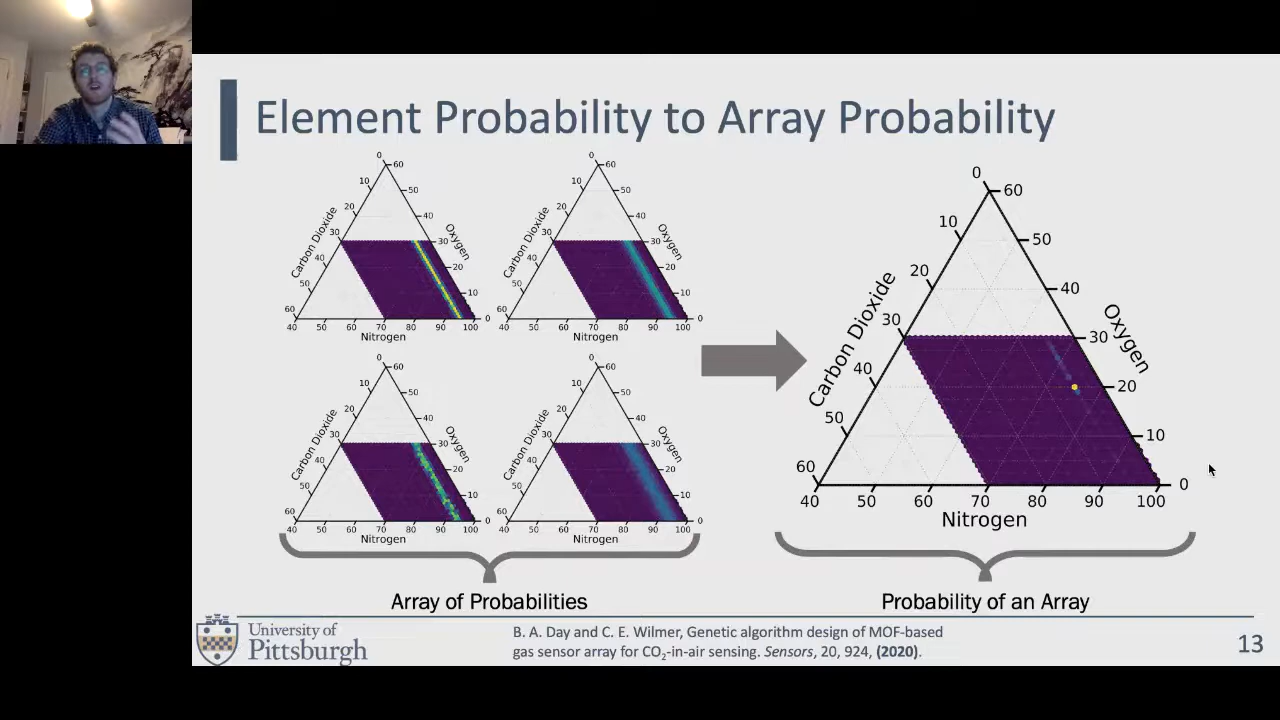 Element Probability to Array Probability
0
60
10
50
20
40
30
30
40
20
50
10
60
0
40 50 60 70 80 90 100
Carbon Dioxide
Oxygen
Nitrogen
0
60
10
50
20
40
30
30
40
20
50
10
60
0
40 50 60 70 80 90 100
Carbon Dioxide
Oxygen
Nitrogen
0
60
10
50
20
40
30
30
40
20
50
10
60
0
40 50 60 70 80 90 100
Carbon Dioxide
Oxygen
Nitrogen
0
60
10
50
20
40
30
30
40
20
50
10
60
0
40 50 60 70 80 90 100
Carbon Dioxide
Oxygen
Nitrogen
Array of Probabilities
0
60
10
50
20
40
30
30
40
20
50
10
60
0
40 50 60 70 80 90 100
Carbon Dioxide
Oxygen
Nitrogen
Probability of an Array
University of
Pittsburgh
B. A. Day and C. E. Wilmer, Genetic algorithm design of MOF-based
gas sensor array for CO2-in-air sensing. Sensors, 20, 924, (2020).
13